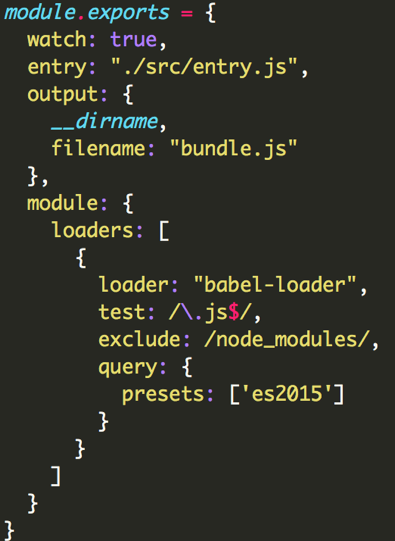 module.exports = {
  watch: true,
  entry: "./src/entry.js",
  output: {
    __dirname,
    filename: "bundle.js"
  },
  module: {
    loaders: [
      {
        loader: "babel-loader",
        test: /\.js$/,
        exclude: /node_modules/,
        query: {
          presets: ['es2015']
        }
      }
    ]
  }
}